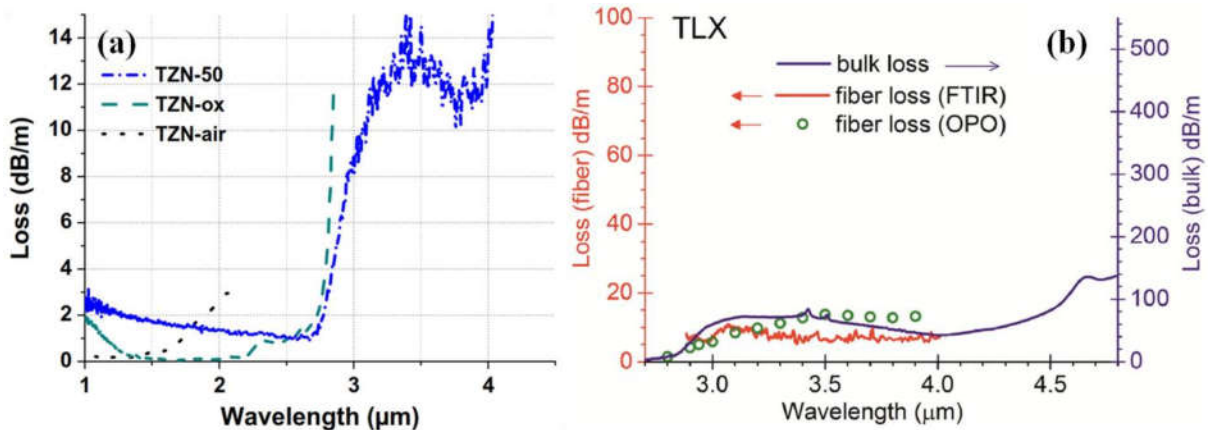 (a)
14
12
10
8
6
4
2
0
Loss (dB/m)
TZN-50
TZN-ox
TZN-air
1
2
3
4
Wavelength (μm)
TLX
(b)
bulk loss
fiber loss (FTIR)
fiber loss (OPO)
100
80
60
40
20
0
Loss (fiber) dB/m
500
400
300
200
100
0
Loss (bulk) dB/m
3.0
3.5
4.0
4.5
Wavelength (μm)